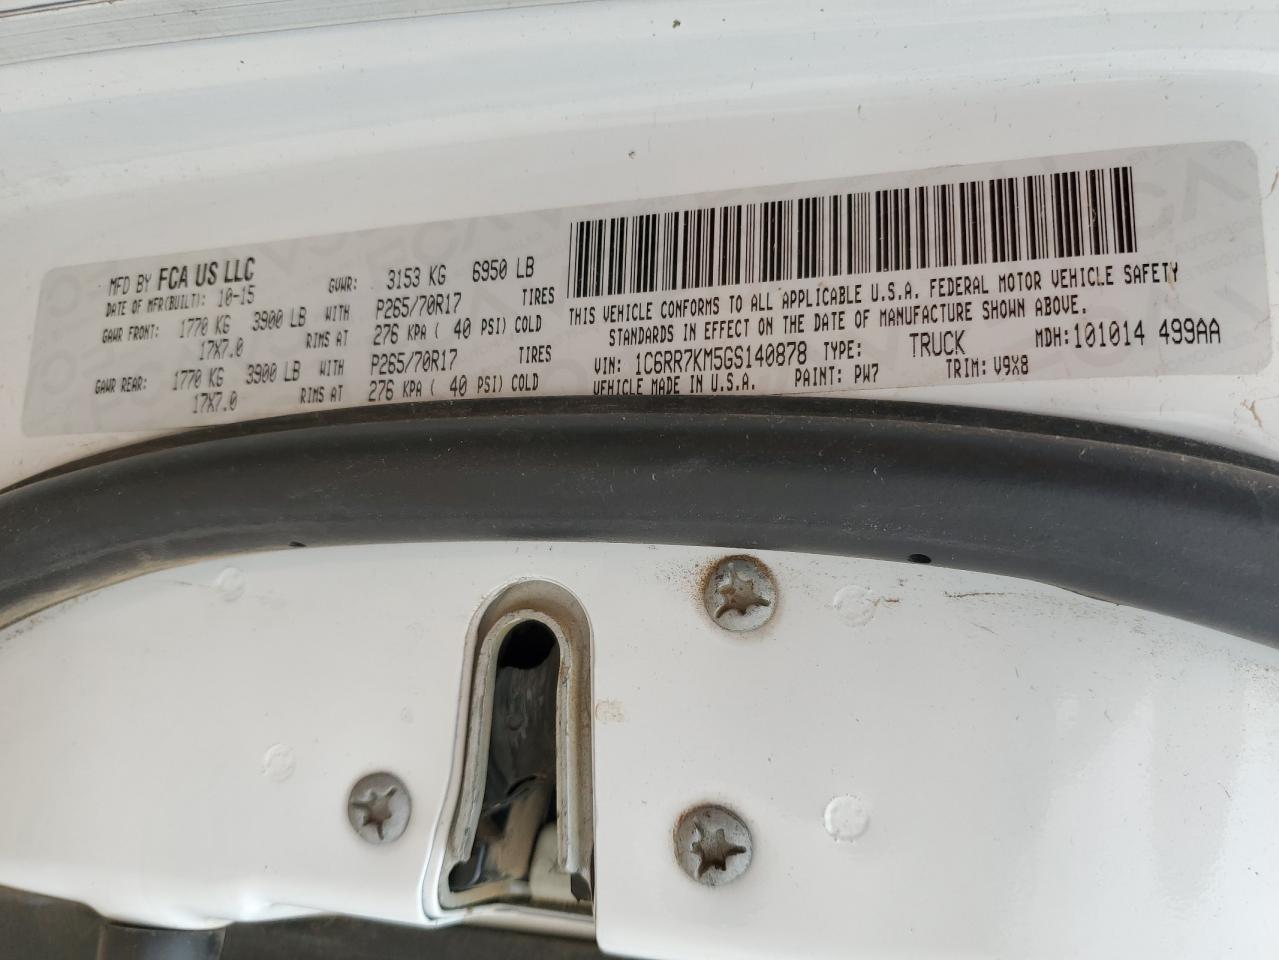 MFD BY FCA US LLC
DATE OF MFR(BUILT): 10-15 GVWR: 3153 KG 6950 LB
GAWR FRONT: 1770 KG 3900 LB WITH P265/70R17 TIRES
17X7.0 RIMS AT 276 KPA ( 40 PSI) COLD
GAWR REAR: 1770 KG 3900 LB WITH P265/70R17 TIRES
17X7.0 RIMS AT 276 KPA ( 40 PSI) COLD
THIS VEHICLE CONFORMS TO ALL APPLICABLE U.S.A. FEDERAL MOTOR VEHICLE SAFETY
STANDARDS IN EFFECT ON THE DATE OF MANUFACTURE SHOWN ABOVE.
VIN: 1C6RR7KM5GS140878 TYPE: TRUCK MDH:101014 499AA
VEHICLE MADE IN U.S.A. PAINT: PW7 TRIM: V9X8